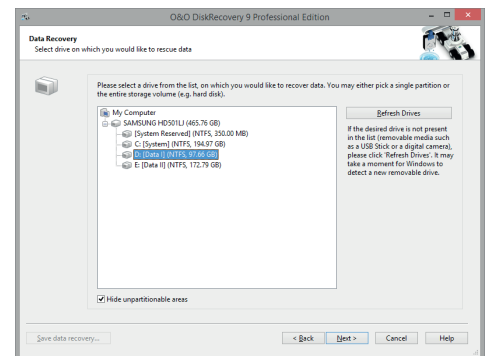 O&O DiskRecovery 9 Professional Edition
Data Recovery
Select drive on which you would like to rescue data
Please select a drive from the list, on which you would like to recover data. You may either pick a single partition or
the entire storage volume (e.g. hard disk).
My Computer
SAMSUNG HD501LJ (465.76 GB)
[System Reserved] (NTFS, 350.00 MB)
C: [System] (NTFS, 194.97 GB)
D: [Data I] (NTFS, 97.66 GB)
E: [Data II] (NTFS, 172.79 GB)
Refresh Drives
If the desired drive is not present
in the list (removable media such
as a USB Stick or a digital camera),
please click 'Refresh Drives'. It may
take a moment for Windows to
detect a new removable drive.
Hide unpartitionable areas
Save data recovery...
< Back
Next >
Cancel
Help